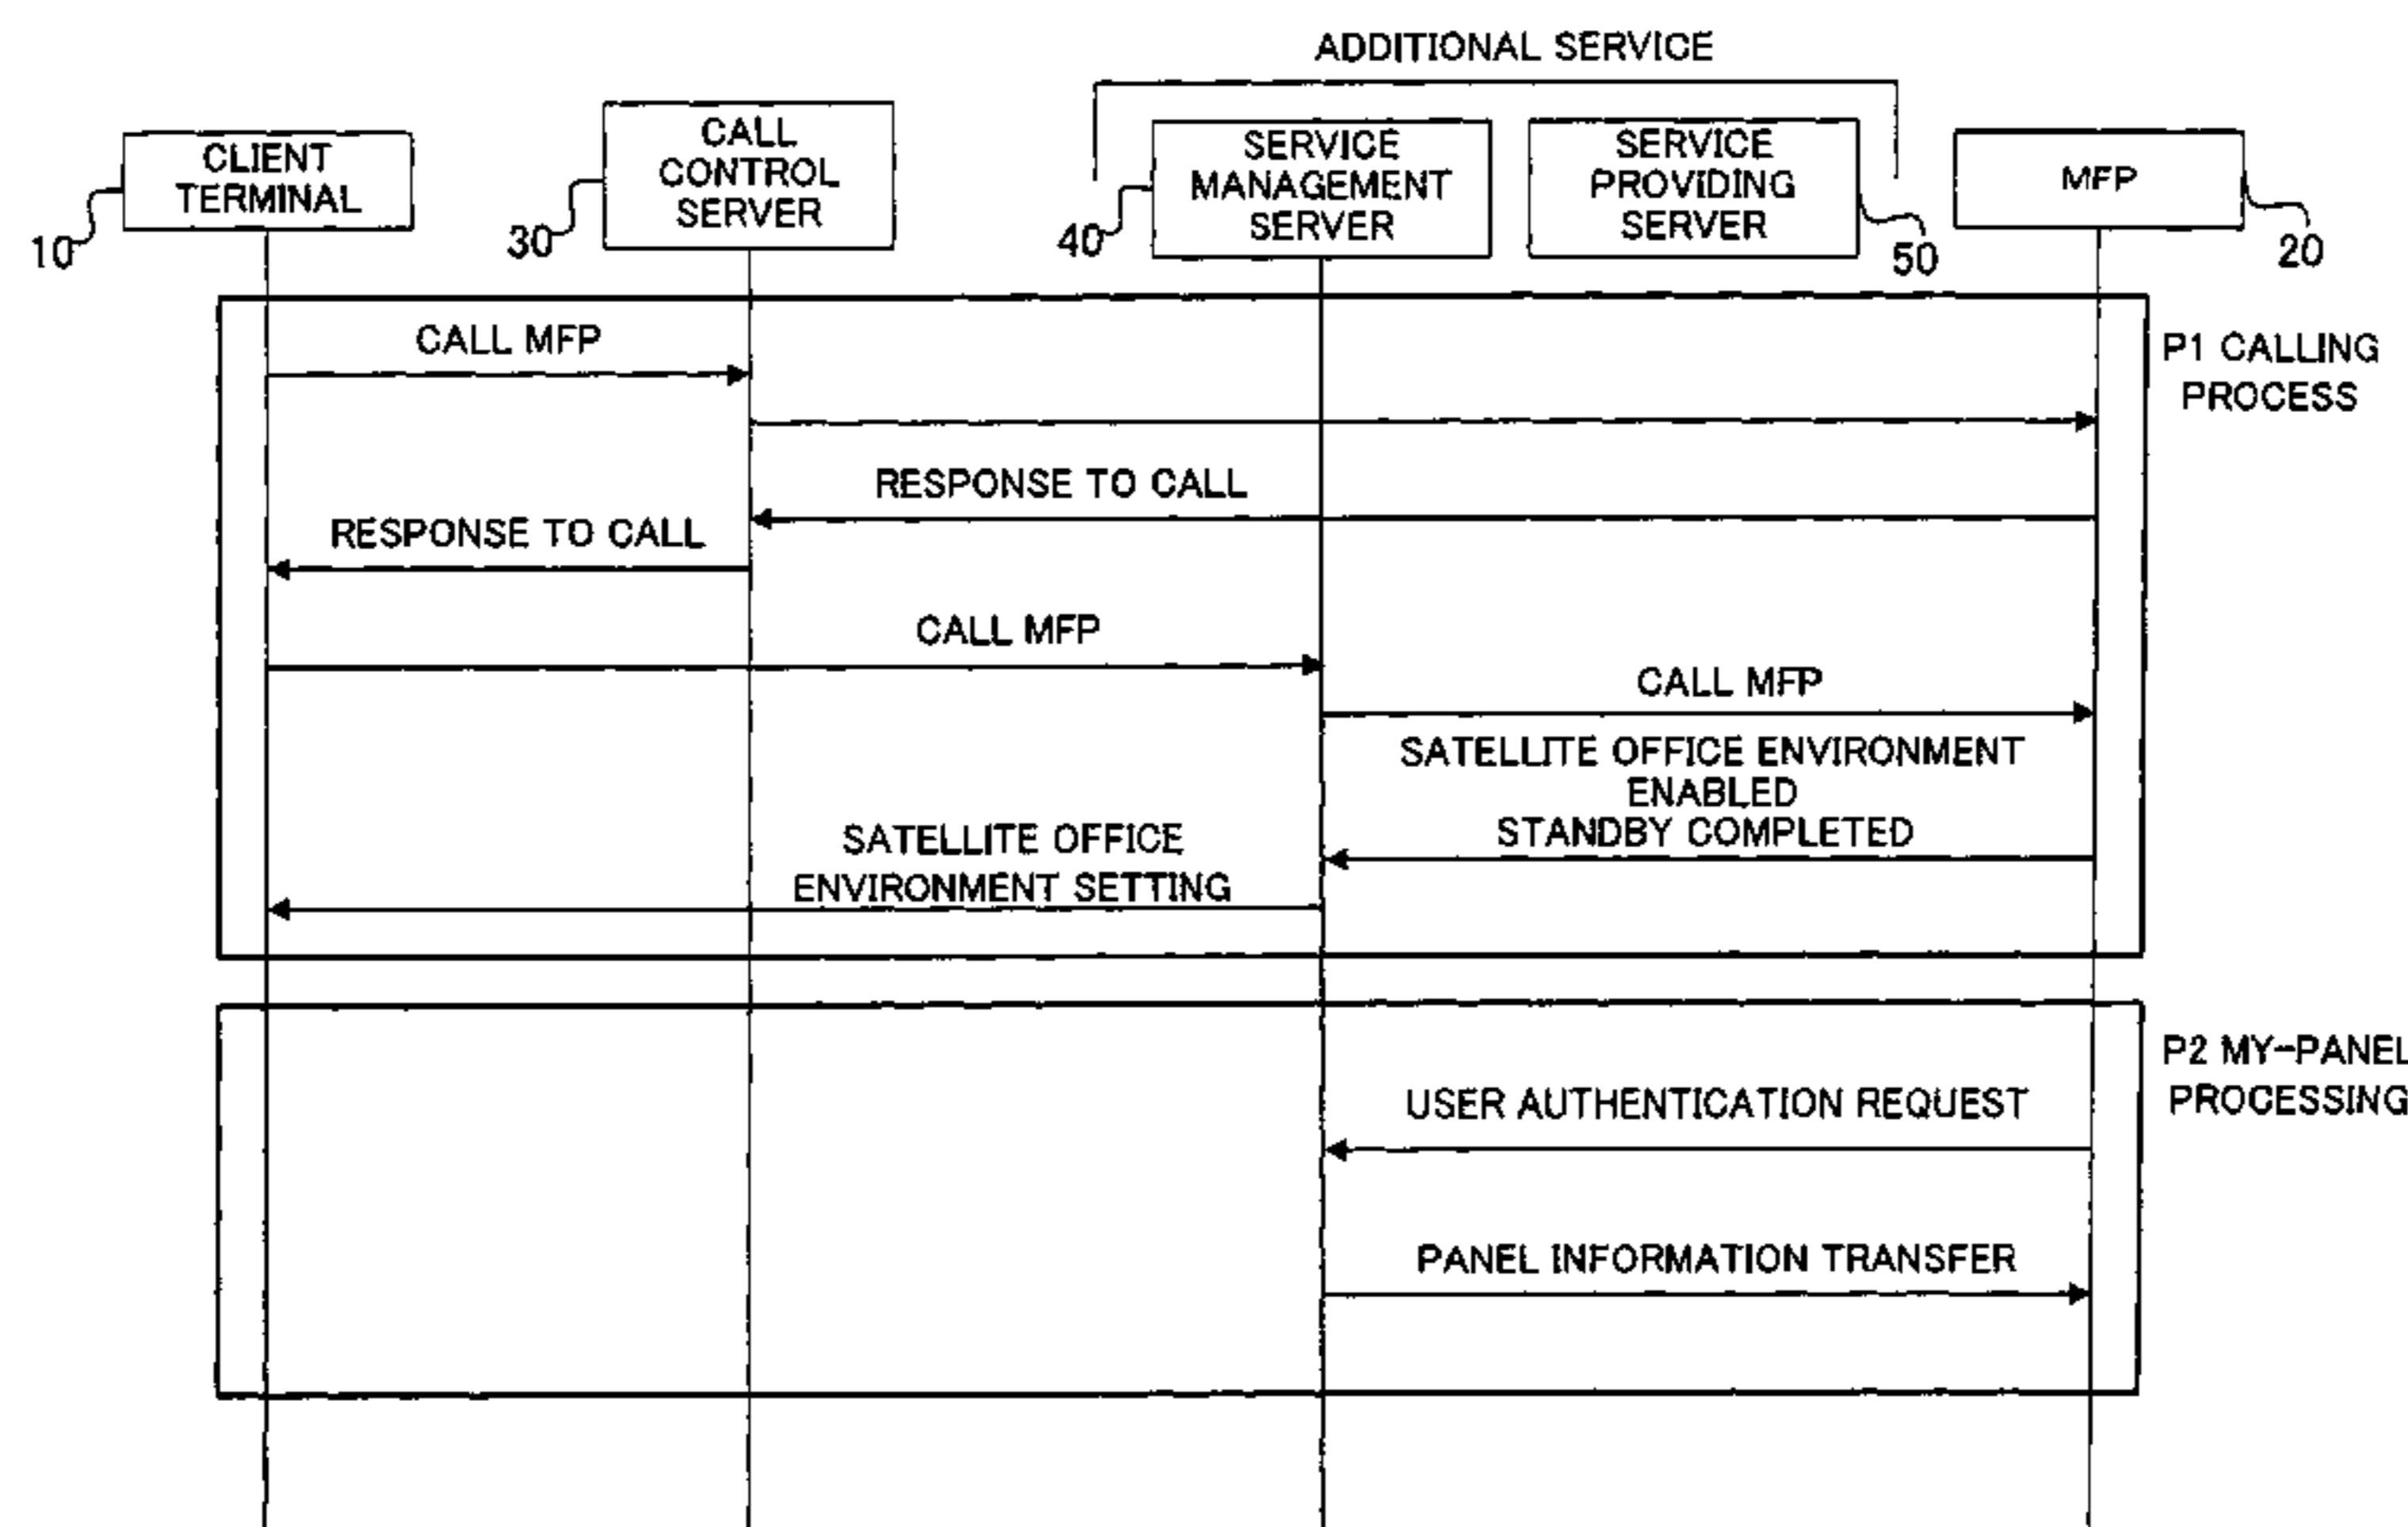 ADDITIONAL SERVICE
CLIENT
TERMINAL
10
CALL
CONTROL
SERVER
30
SERVICE
MANAGEMENT
SERVER
40
SERVICE
PROVIDING
SERVER
50
MFP
20
P1 CALLING
PROCESS
CALL MFP
RESPONSE TO CALL
RESPONSE TO CALL
CALL MFP
CALL MFP
SATELLITE OFFICE ENVIRONMENT
ENABLED
STANDBY COMPLETED
SATELLITE OFFICE
ENVIRONMENT SETTING
P2 MY-PANEL
PROCESSING
USER AUTHENTICATION REQUEST
PANEL INFORMATION TRANSFER